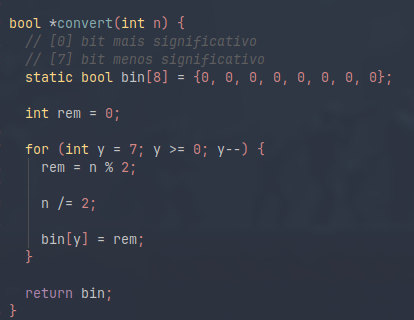 bool *convert(int n) {
// [0] bit mais significativo
// [7] bit menos significativo
static bool bin[8] = {0, 0, 0, 0, 0, 0, 0, 0};
int rem = 0;
for (int y = 7; y >= 0; y--) {
rem = n % 2;
n /= 2;
bin[y] = rem;
}
return bin;
}